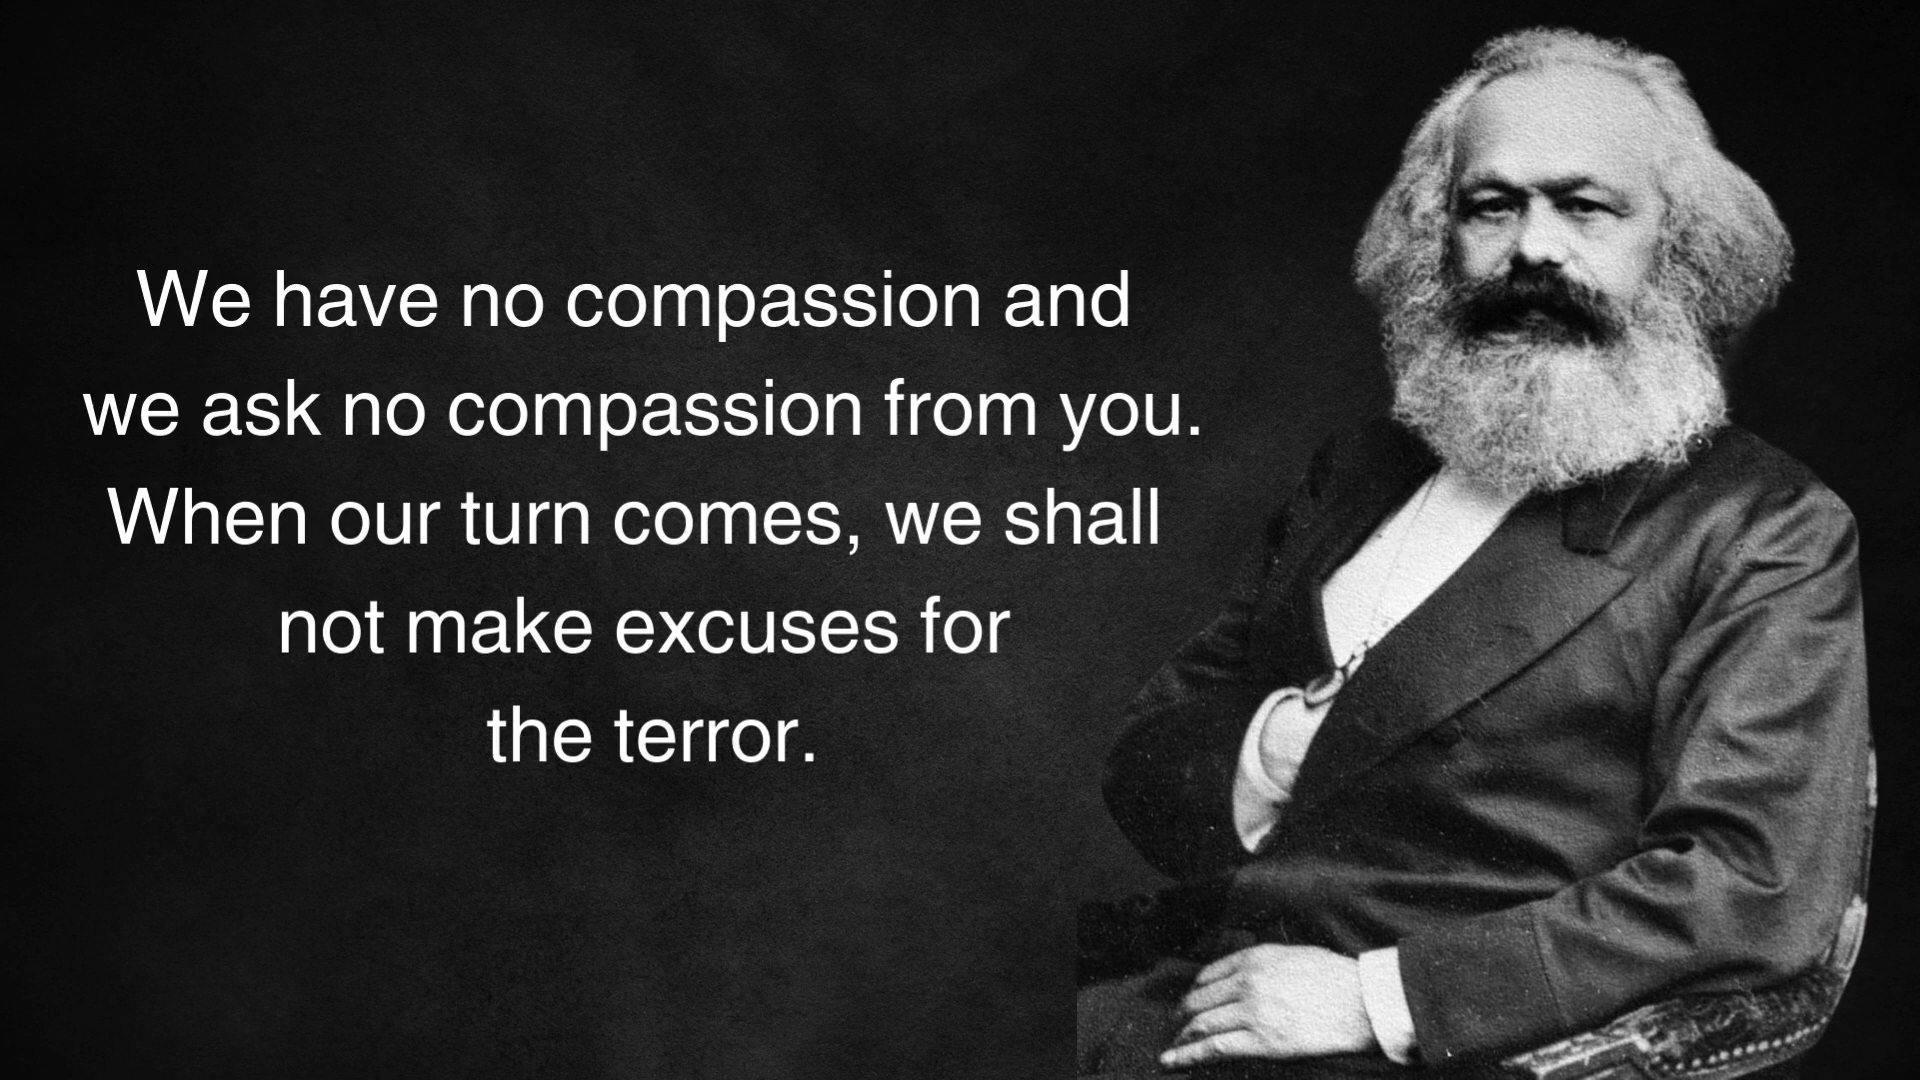 We have no compassion and
we ask no compassion from you.
When our turn comes, we shall
not make excuses for
the terror.